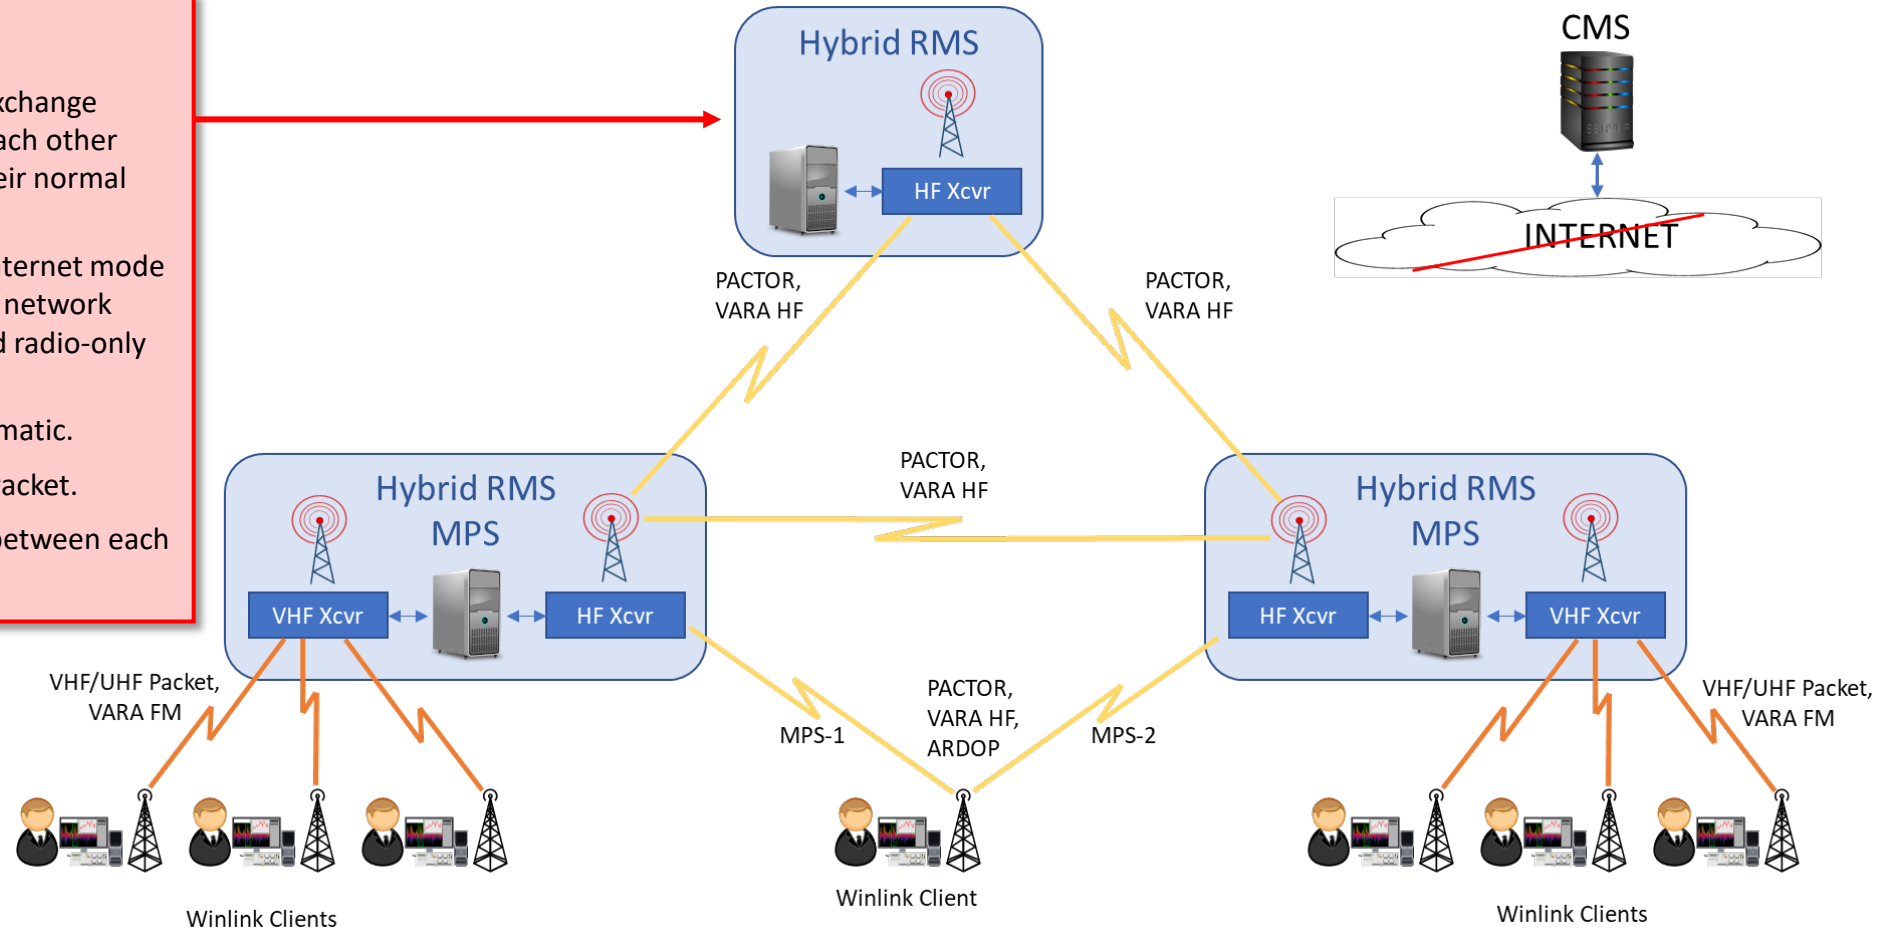 xchange
ach other
eir normal
nternet mode
network
d radio-only
matic.
acket.
between each
Hybrid RMS
HF Xcvr
CMS
INTERNET
PACTOR,
VARA HF
PACTOR,
VARA HF
PACTOR,
VARA HF
Hybrid RMS
MPS
VHF Xcvr
HF Xcvr
Hybrid RMS
MPS
HF Xcvr
VHF Xcvr
VHF/UHF Packet,
VARA FM
MPS-1
PACTOR,
VARA HF,
ARDOP
MPS-2
VHF/UHF Packet,
VARA FM
Winlink Clients
Winlink Client
Winlink Clients